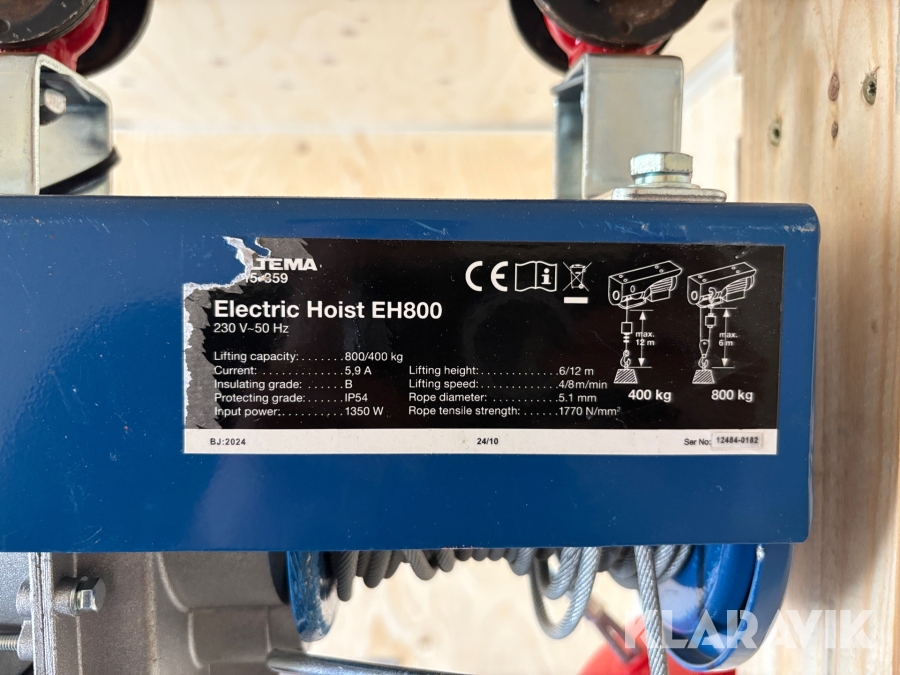 LTEMA
5-359
Electric Hoist EH800
230 V~50 Hz
Lifting capacity:.......800/400 kg
Current:.....................5,9 A
Insulating grade:........B
Protecting grade:.......IP54
Input power:..............1350 W
Lifting height:....................6/12 m
Lifting speed:....................4/8m/min
Rope diameter:................5.1 mm
Rope tensile strength:......1770 N/mm²
CE
i
max.
12 m
400 kg
max.
6 m
800 kg
BJ:2024
24/10
Ser No: 12484-0182
KLARAVIK